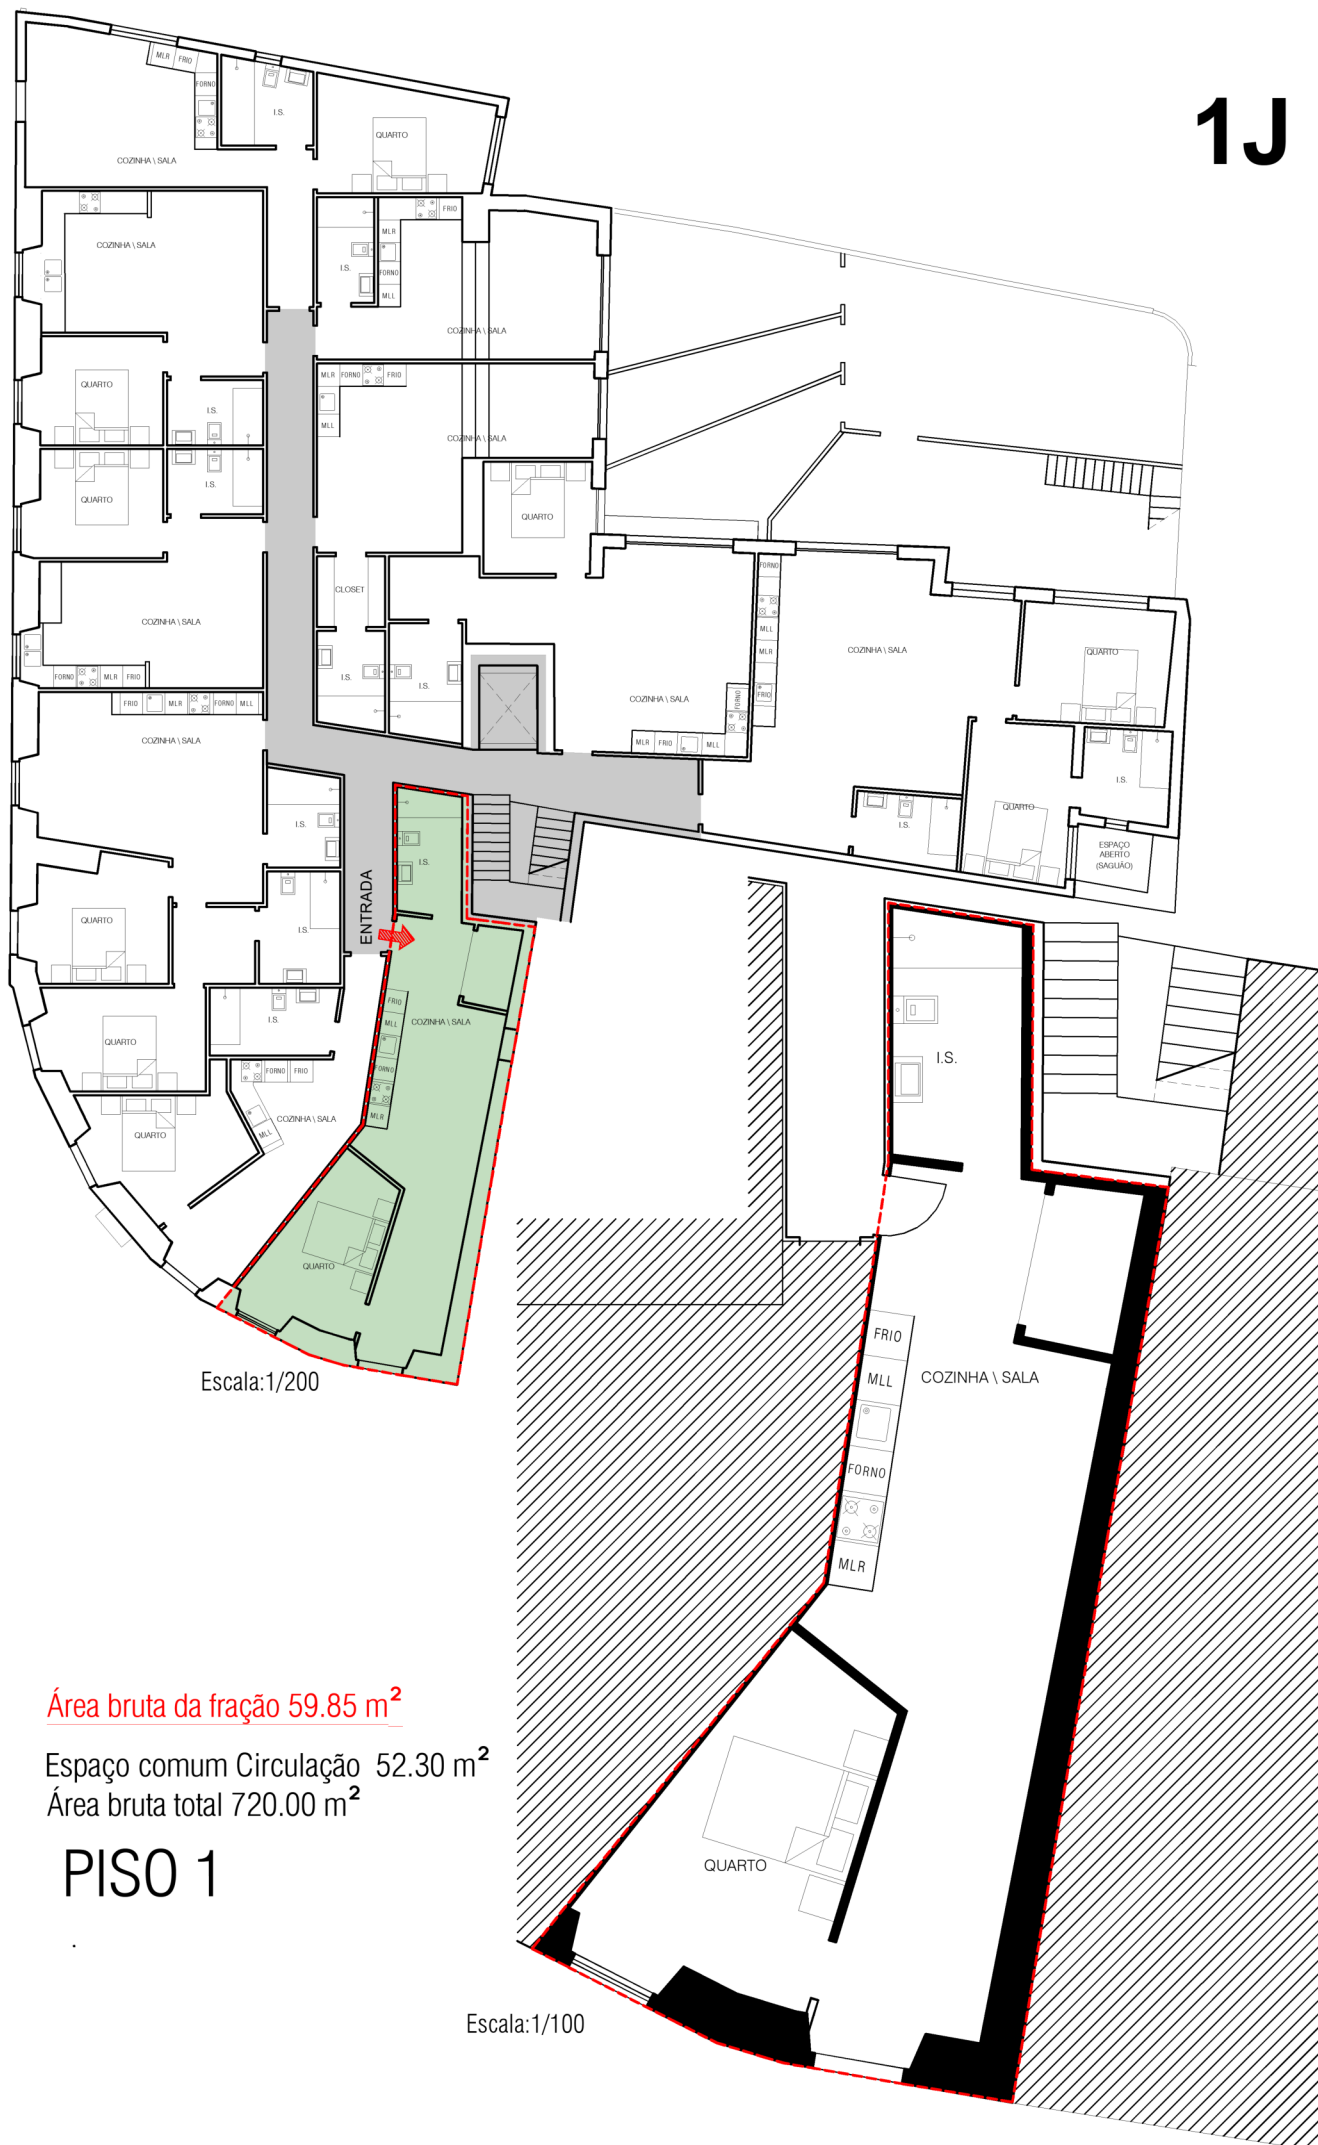 1J
MLR
FRIO
FORNO
I.S.
QUARTO
COZINHA \ SALA
FRIO
MLR
FORNO
MLL
I.S.
COZINHA \ SALA
COZINHA \ SALA
MLR
FORNO
FRIO
MLL
COZINHA \ SALA
QUARTO
I.S.
I.S.
QUARTO
QUARTO
CLOSET
FORNO
MLL
MLR
FRIO
COZINHA \ SALA
COZINHA \ SALA
QUARTO
FORNO
MLR
FRIO
I.S.
I.S.
COZINHA \ SALA
FORNO
MLR
FRIO
MLL
FRIO
MLR
FORNO
MLL
COZINHA \ SALA
I.S.
QUARTO
I.S.
I.S.
ESPAÇO
ABERTO
(SAGUÃO)
I.S.
ENTRADA
QUARTO
I.S.
FRIO
MLL
FORNO
MLR
COZINHA \ SALA
I.S.
QUARTO
FORNO
FRIO
MLL
COZINHA \ SALA
QUARTO
QUARTO
Escala:1/200
I.S.
FRIO
MLL
FORNO
MLR
COZINHA \ SALA
QUARTO
Escala:1/100
Área bruta da fração 59.85 m²
Espaço comum Circulação 52.30 m²
Área bruta total 720.00 m²
PISO 1
.